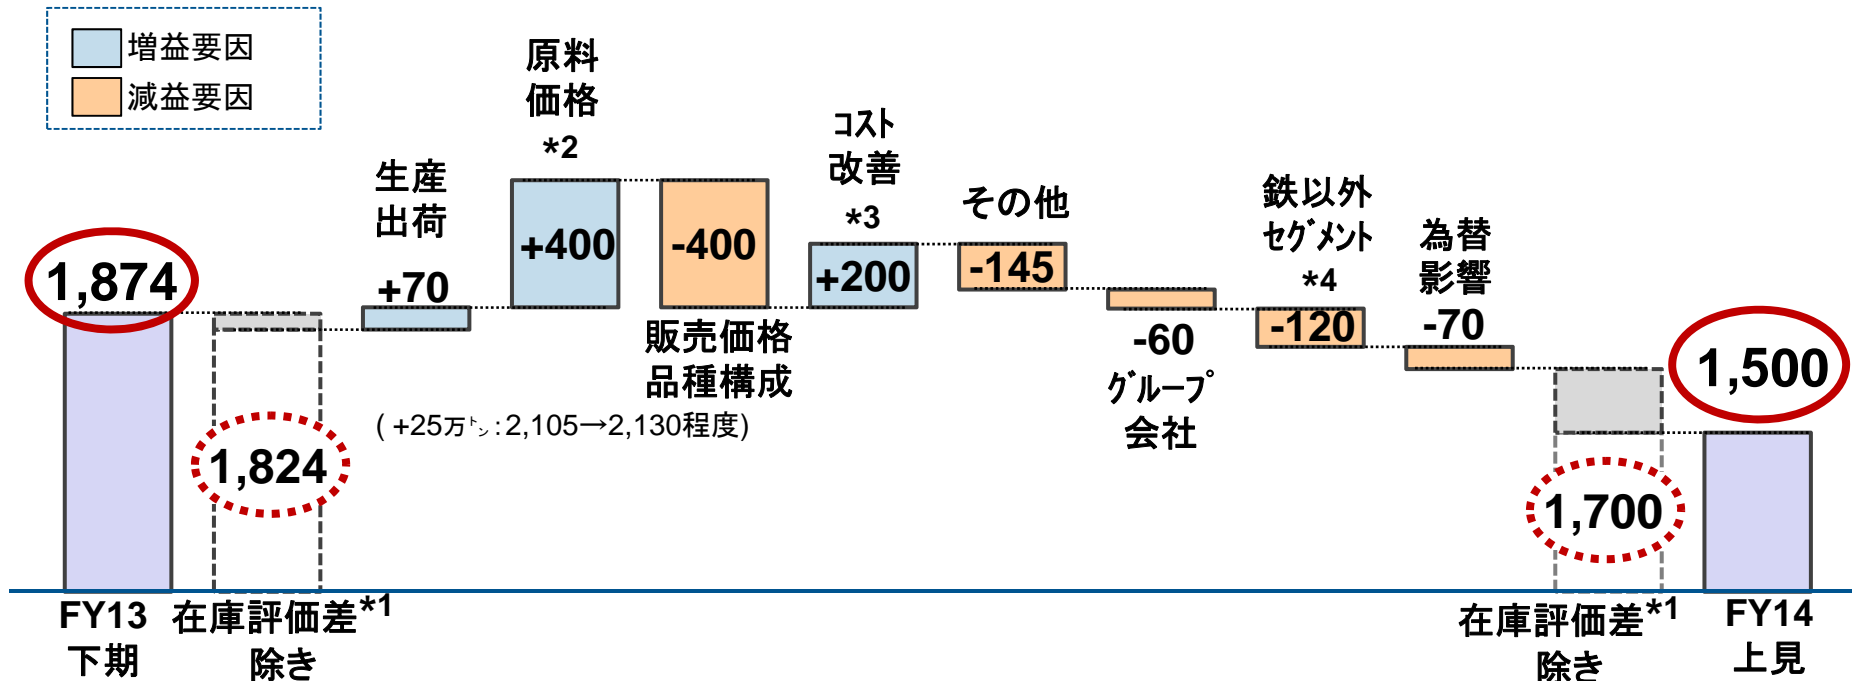 増益要因
減益要因
1,874
FY13
下期
在庫評価差*1
除き
1,824
生産
出荷
+70
( +25万㌧:2,105→2,130程度)
原料
価格
*2
+400
-400
販売価格
品種構成
コスト
改善
*3
+200
その他
-145
-60
グループ
会社
鉄以外
セグメント
*4
-120
為替
影響
-70
1,700
在庫評価差*1
除き
1,500
FY14
上見